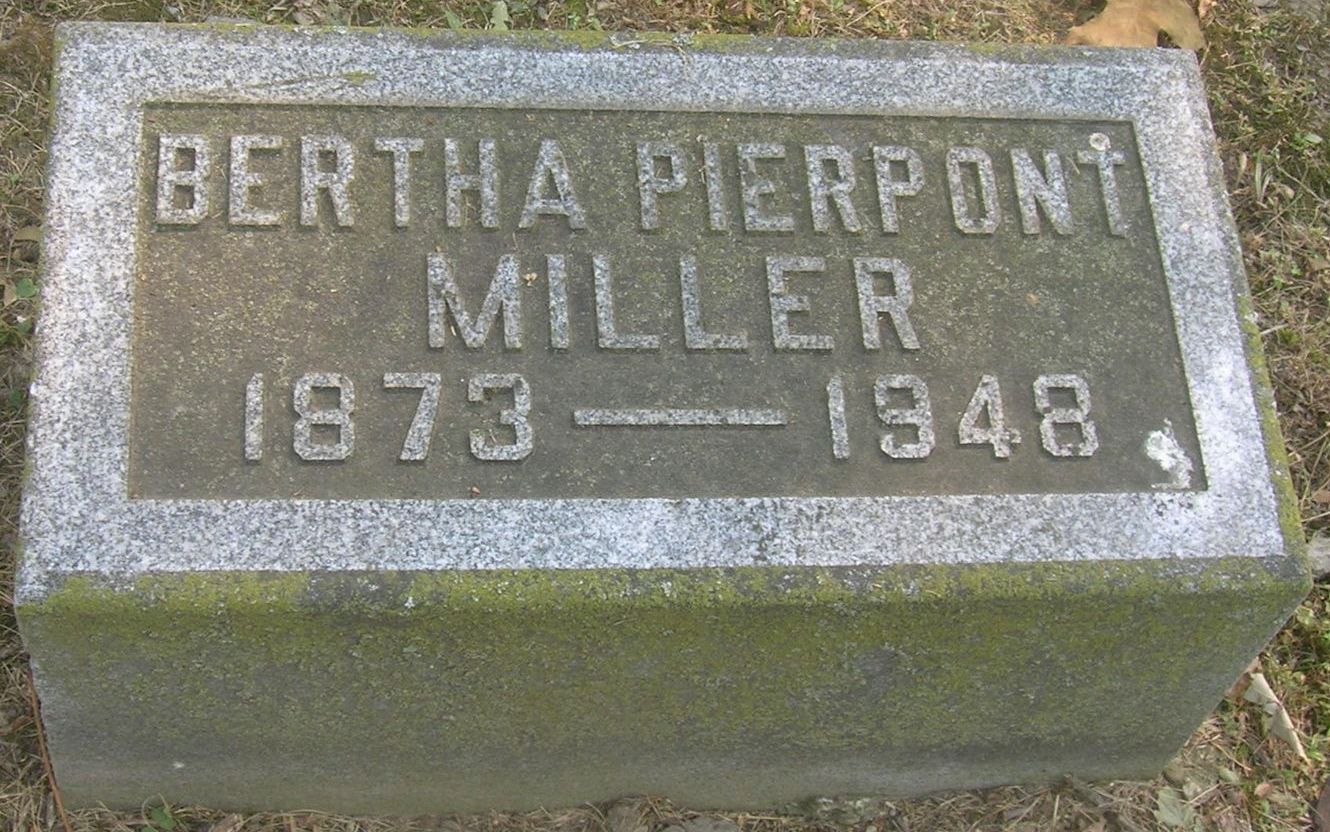 BERTHA PIERPONT
MILLER
1873 — 1948